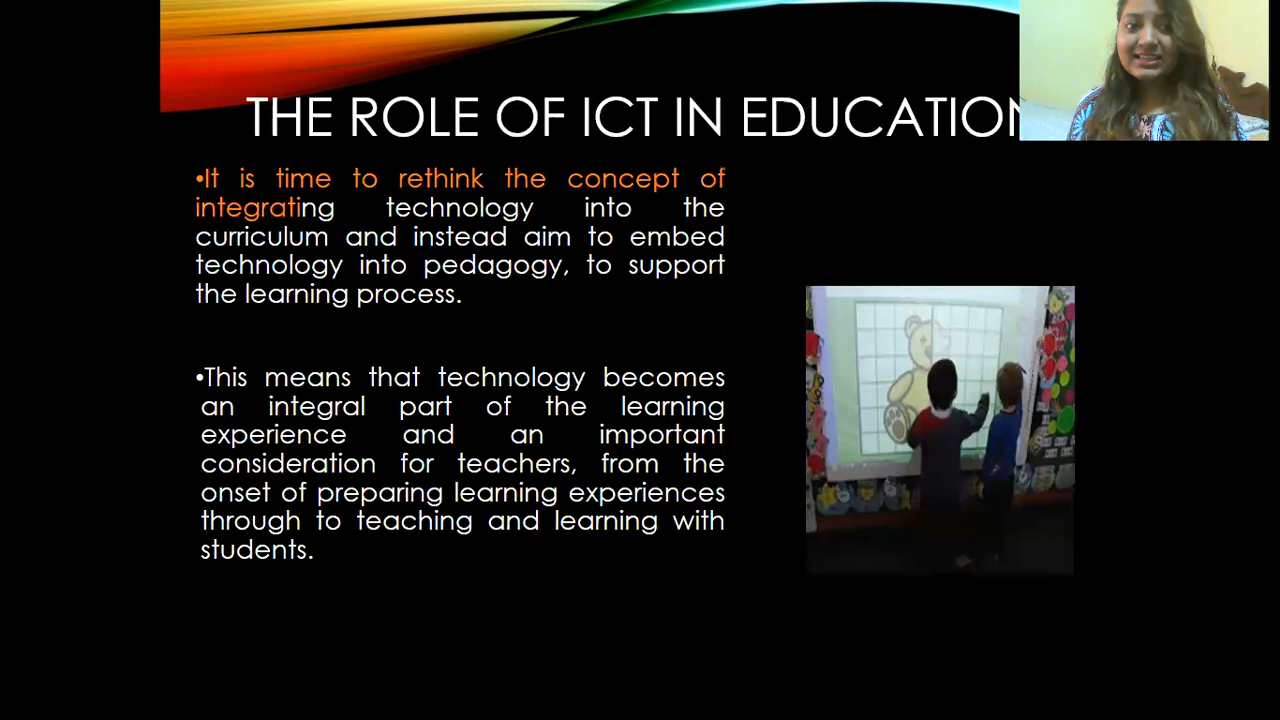 THE ROLE OF ICT IN EDUCATION
•It is time to rethink the concept of
integrating technology into the
curriculum and instead aim to embed
technology into pedagogy, to support
the learning process.
•This means that technology becomes
an integral part of the learning
experience and an important
consideration for teachers, from the
onset of preparing learning experiences
through to teaching and learning with
students.